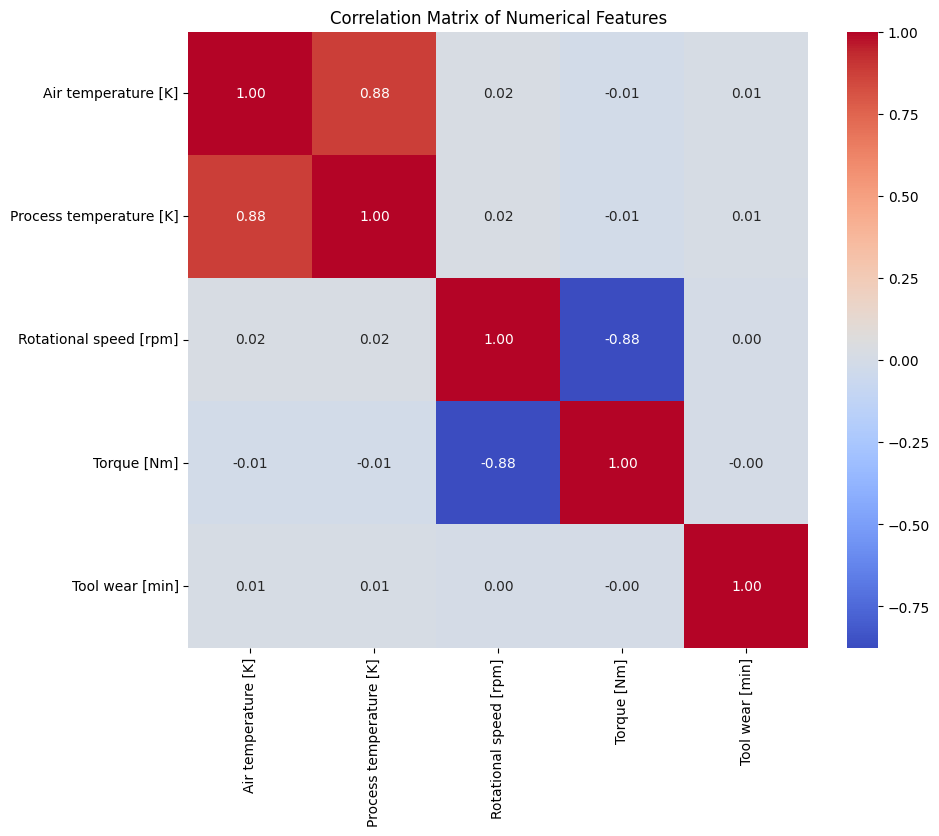 Correlation Matrix of Numerical Features
Air temperature [K]
1.00 0.88 0.02 -0.01 0.01
Process temperature [K]
0.88 1.00 0.02 -0.01 0.01
Rotational speed [rpm]
0.02 0.02 1.00 -0.88 0.00
Torque [Nm]
-0.01 -0.01 -0.88 1.00 -0.00
Tool wear [min]
0.01 0.01 0.00 -0.00 1.00
Air temperature [K]
Process temperature [K]
Rotational speed [rpm]
Torque [Nm]
Tool wear [min]
1.00
0.75
0.50
0.25
0.00
−0.25
−0.50
−0.75